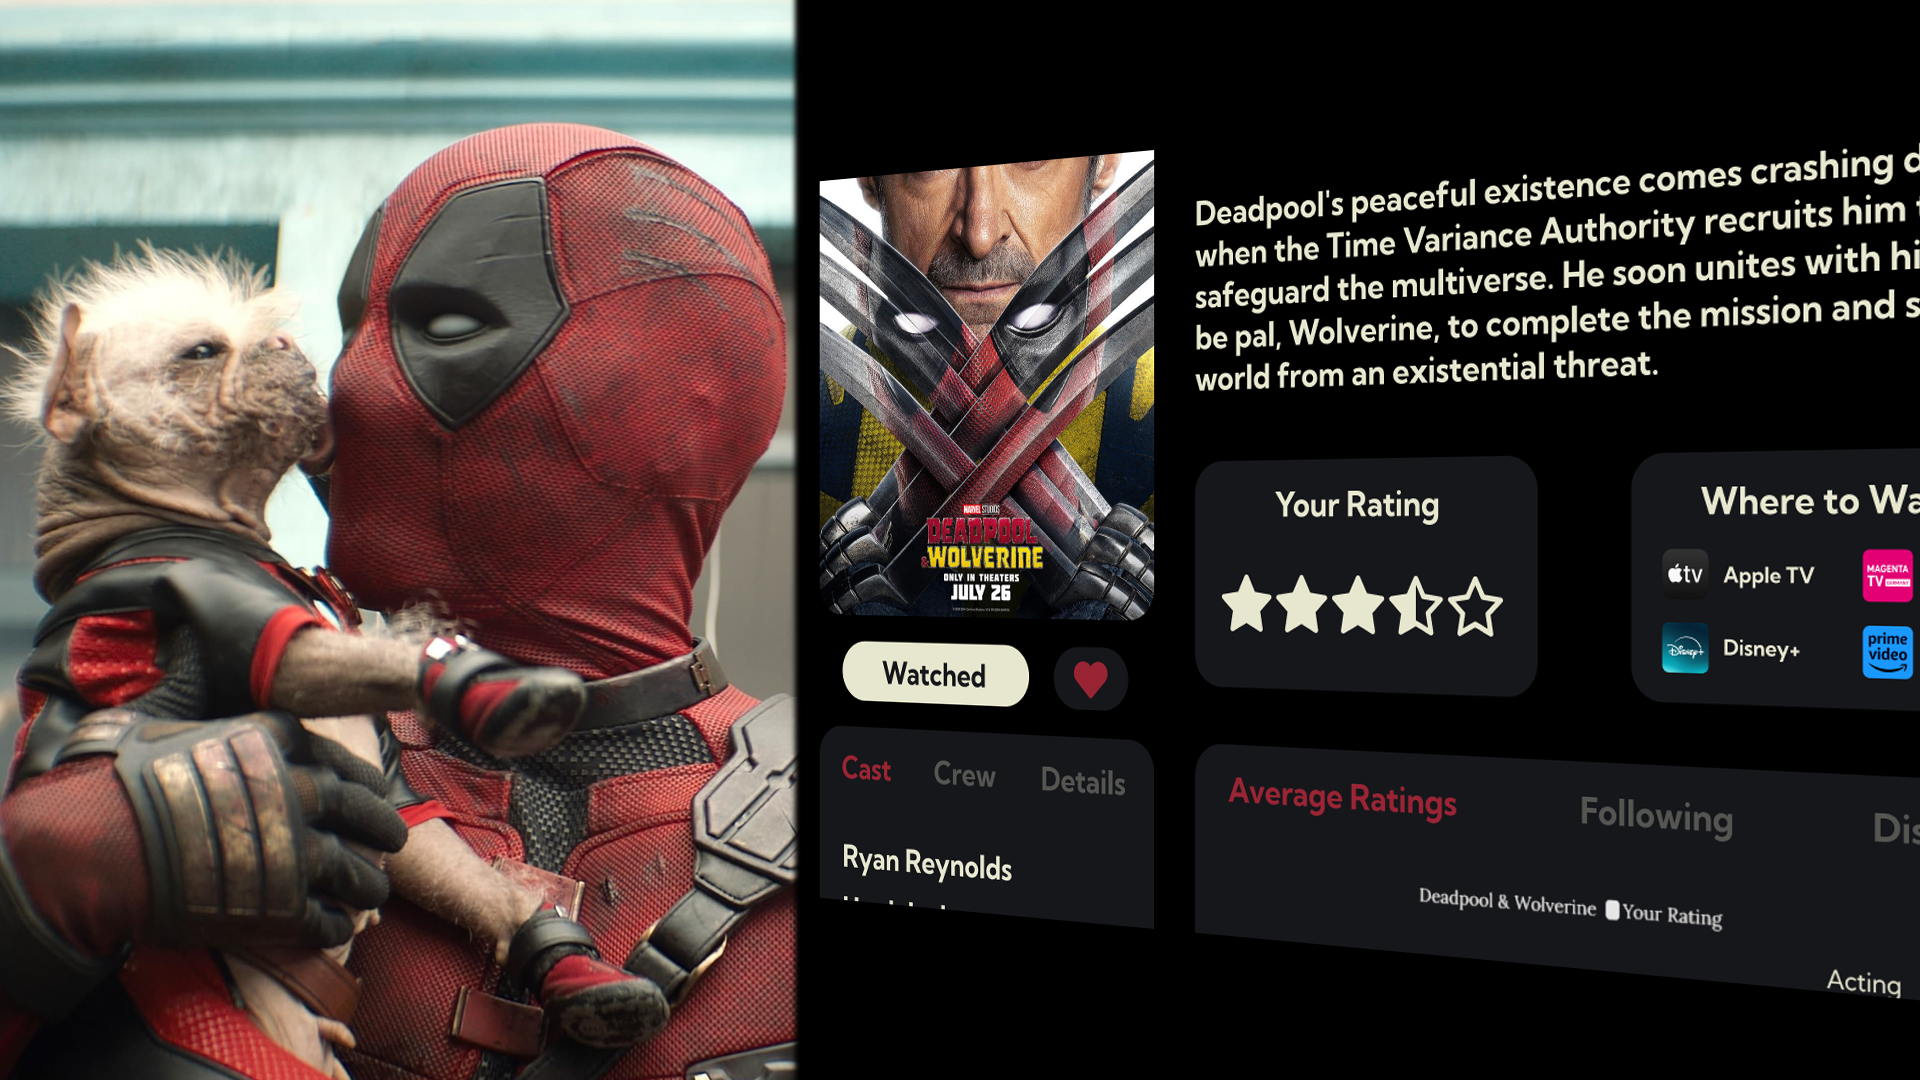 Deadpool's peaceful existence comes crashing d
when the Time Variance Authority recruits him
safeguard the multiverse. He soon unites with hi
be pal, Wolverine, to complete the mission and s
world from an existential threat.
MARVEL STUDIOS
DEADPOOL
& WOLVERINE
ONLY IN THEATERS
JULY 26
Watched
Your Rating
Where to Wa
tv Apple TV
MAGENTA
TV
Disney+ Disney+
prime
video
Cast Crew Details
Ryan Reynolds
Average Ratings Following Dis
Deadpool & Wolverine Your Rating
Acting